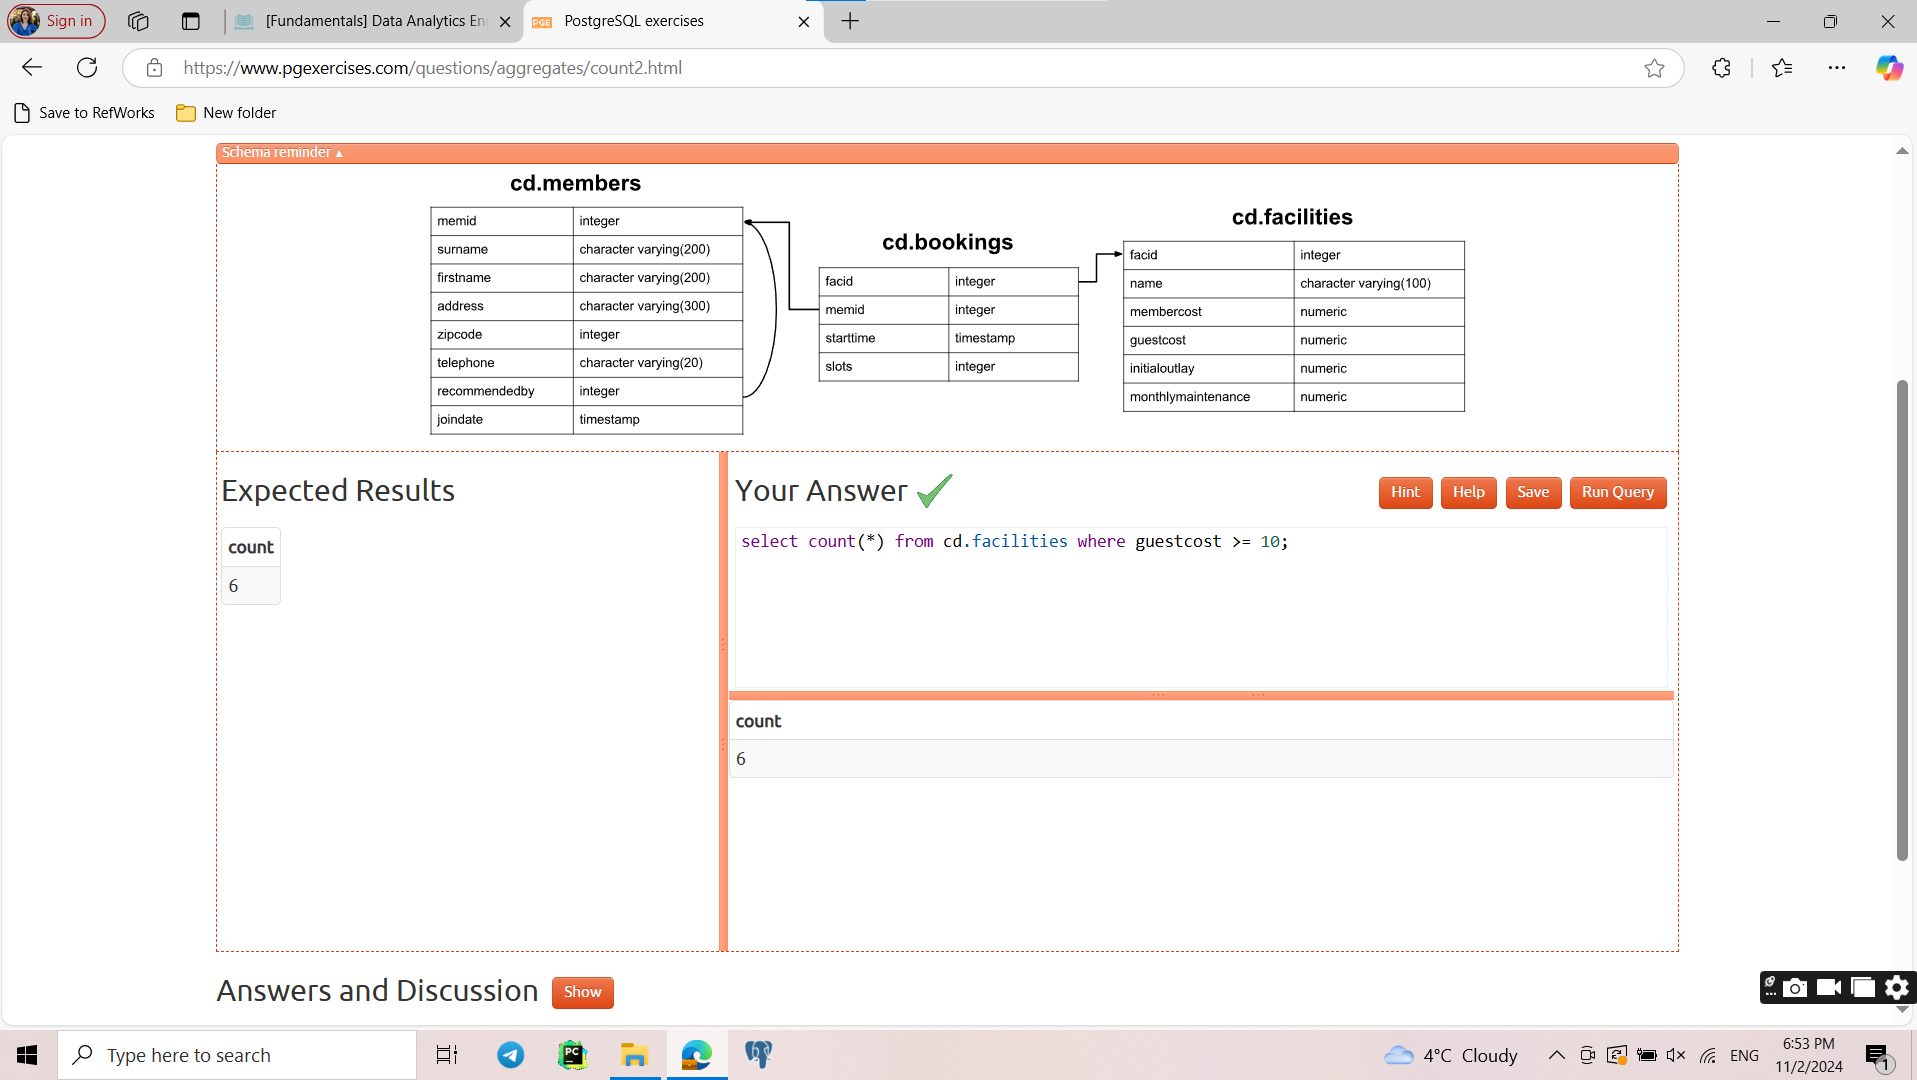 Sign in
[Fundamentals] Data Analytics En
PGE PostgreSQL exercises
https://www.pgexercises.com/questions/aggregates/count2.html
Save to RefWorks
New folder
Schema reminder ▲
cd.members
memid integer
surname character varying(200)
firstname character varying(200)
address character varying(300)
zipcode integer
telephone character varying(20)
recommendedby integer
joindate timestamp
cd.bookings
facid integer
memid integer
starttime timestamp
slots integer
cd.facilities
facid integer
name character varying(100)
membercost numeric
guestcost numeric
initialoutlay numeric
monthlymaintenance numeric
Expected Results
count
6
Your Answer
Hint Help Save Run Query
select count(*) from cd.facilities where guestcost >= 10;
count
6
Answers and Discussion Show
Type here to search
PC
4°C Cloudy
ENG
6:53 PM
11/2/2024
1